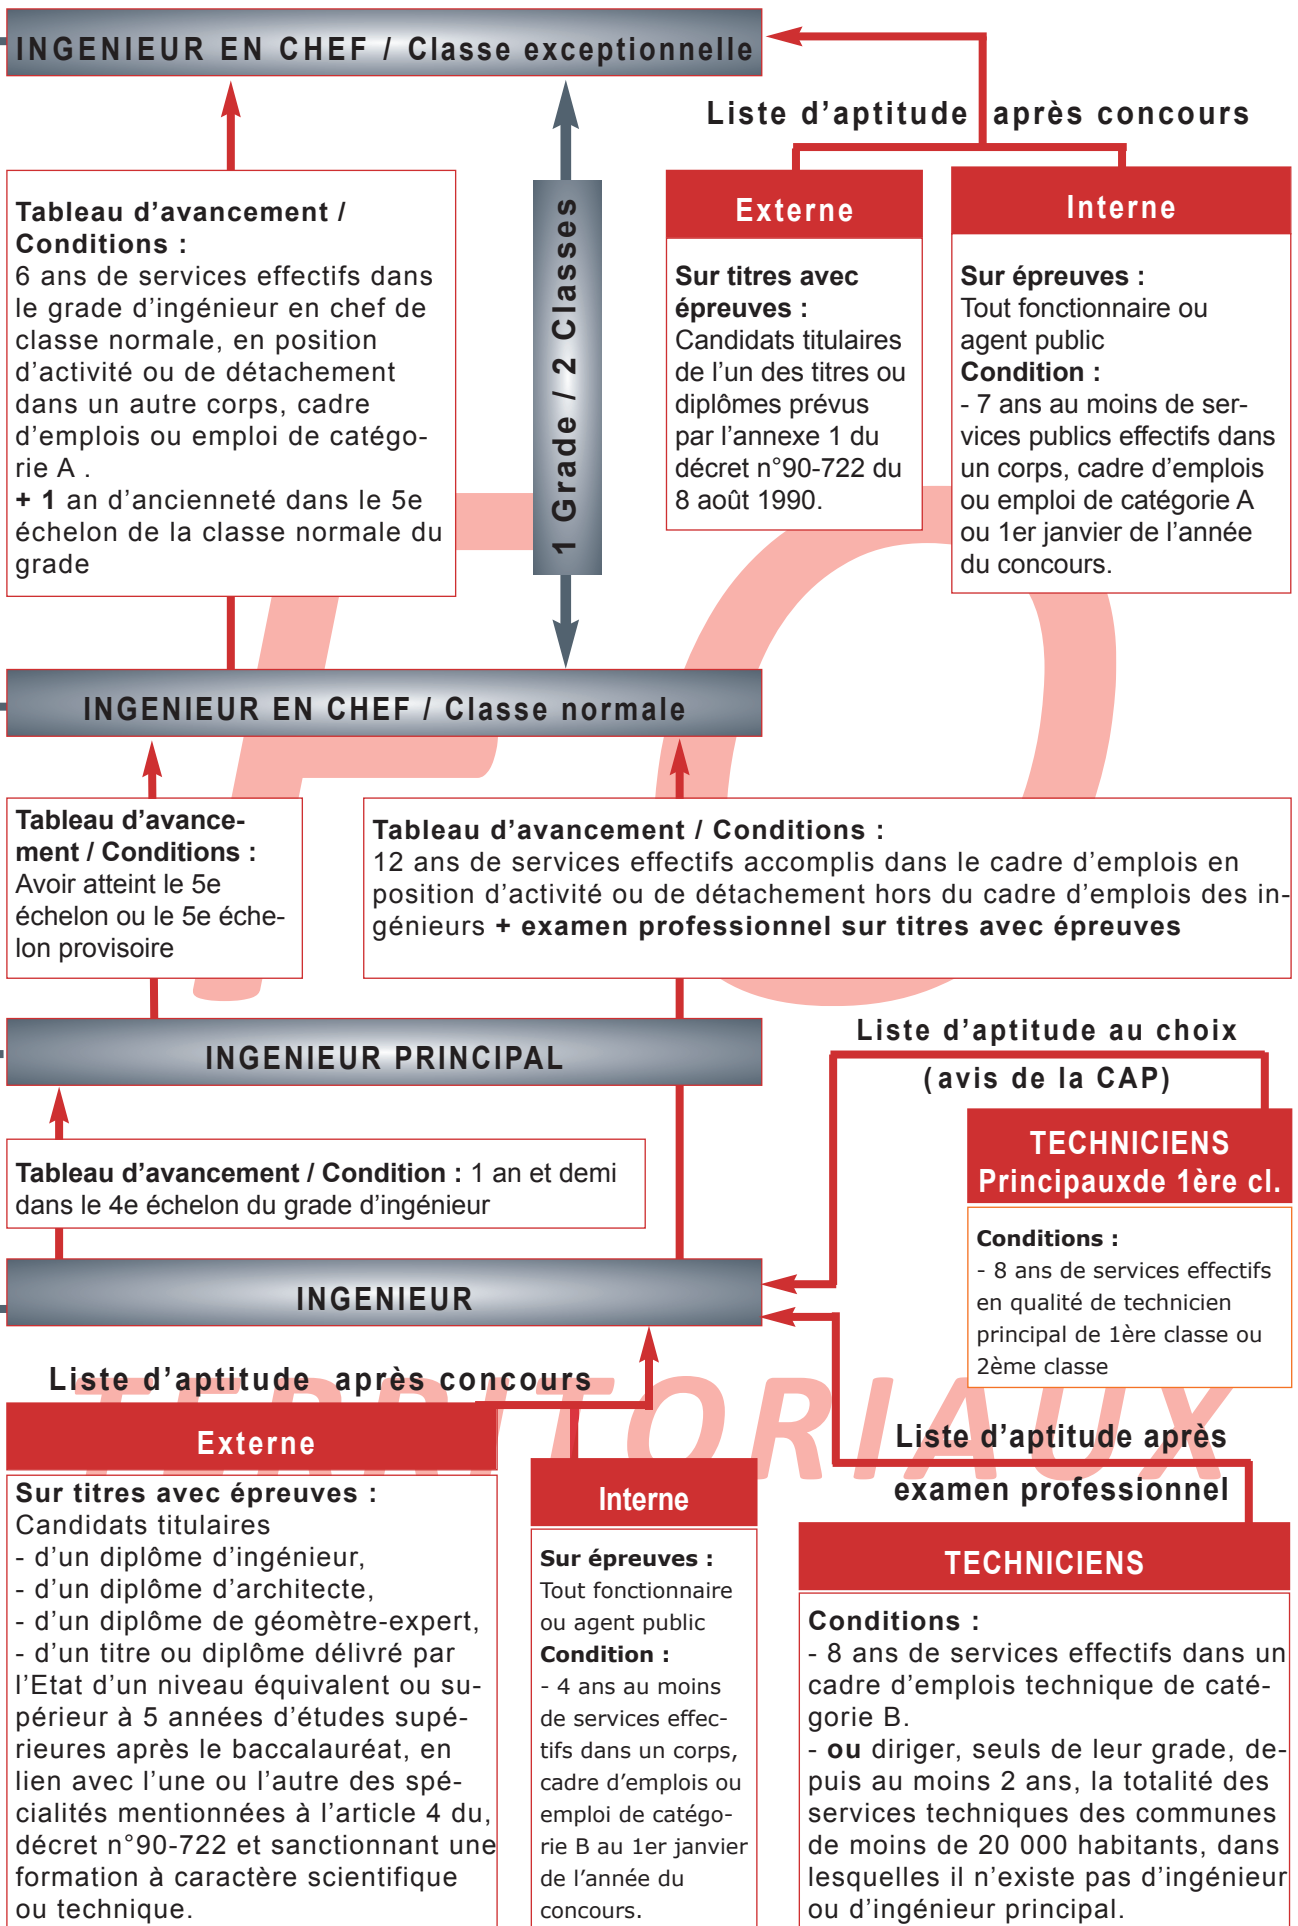 INGENIEUR EN CHEF / Classe exceptionnelle
Liste d’aptitude après concours
Tableau d’avancement /
Conditions :
6 ans de services effectifs dans
le grade d’ingénieur en chef de
classe normale, en position
d’activité ou de détachement
dans un autre corps, cadre
d’emplois ou emploi de catégo-
rie A .
+ 1 an d’ancienneté dans le 5e
échelon de la classe normale du
grade
1 Grade / 2 Classes
Externe
Sur titres avec
épreuves :
Candidats titulaires
de l’un des titres ou
diplômes prévus
par l’annexe 1 du
décret n°90-722 du
8 août 1990.
Interne
Sur épreuves :
Tout fonctionnaire ou
agent public
Condition :
- 7 ans au moins de ser-
vices publics effectifs dans
un corps, cadre d’emplois
ou emploi de catégorie A
ou 1er janvier de l’année
du concours.
FO
INGENIEUR EN CHEF / Classe normale
Tableau d’avance-
ment / Conditions :
Avoir atteint le 5e
échelon ou le 5e éche-
lon provisoire
Tableau d’avancement / Conditions :
12 ans de services effectifs accomplis dans le cadre d’emplois en
position d’activité ou de détachement hors du cadre d’emplois des in-
génieurs + examen professionnel sur titres avec épreuves
INGENIEUR PRINCIPAL
Liste d’aptitude au choix
(avis de la CAP)
TECHNICIENS
Principauxde 1ère cl.
Conditions :
- 8 ans de services effectifs
en qualité de technicien
principal de 1ère classe ou
2ème classe
Tableau d’avancement / Condition : 1 an et demi
dans le 4e échelon du grade d’ingénieur
INGENIEUR
TERRITORIAUX
Liste d’aptitude après concours
Externe
Sur titres avec épreuves :
Candidats titulaires
- d’un diplôme d’ingénieur,
- d’un diplôme d’architecte,
- d’un diplôme de géomètre-expert,
- d’un titre ou diplôme délivré par
l’Etat d’un niveau équivalent ou su-
périeur à 5 années d’études supé-
rieures après le baccalauréat, en
lien avec l’une ou l’autre des spé-
cialités mentionnées à l’article 4 du,
décret n°90-722 et sanctionnant une
formation à caractère scientifique
ou technique.
Interne
Sur épreuves :
Tout fonctionnaire
ou agent public
Condition :
- 4 ans au moins
de services effec-
tifs dans un corps,
cadre d’emplois ou
emploi de catégo-
rie B au 1er janvier
de l’année du
concours.
Liste d’aptitude après
examen professionnel
TECHNICIENS
Conditions :
- 8 ans de services effectifs dans un
cadre d’emplois technique de caté-
gorie B.
- ou diriger, seuls de leur grade, de-
puis au moins 2 ans, la totalité des
services techniques des communes
de moins de 20 000 habitants, dans
lesquelles il n’existe pas d’ingénieur
ou d’ingénieur principal.